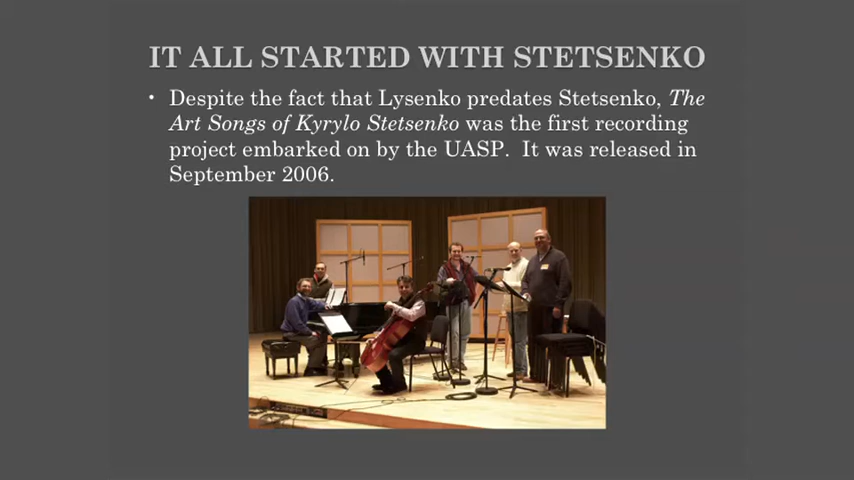 IT ALL STARTED WITH STETSENKO
• Despite the fact that Lysenko predates Stetsenko, The
Art Songs of Kyrylo Stetsenko was the first recording
project embarked on by the UASP. It was released in
September 2006.